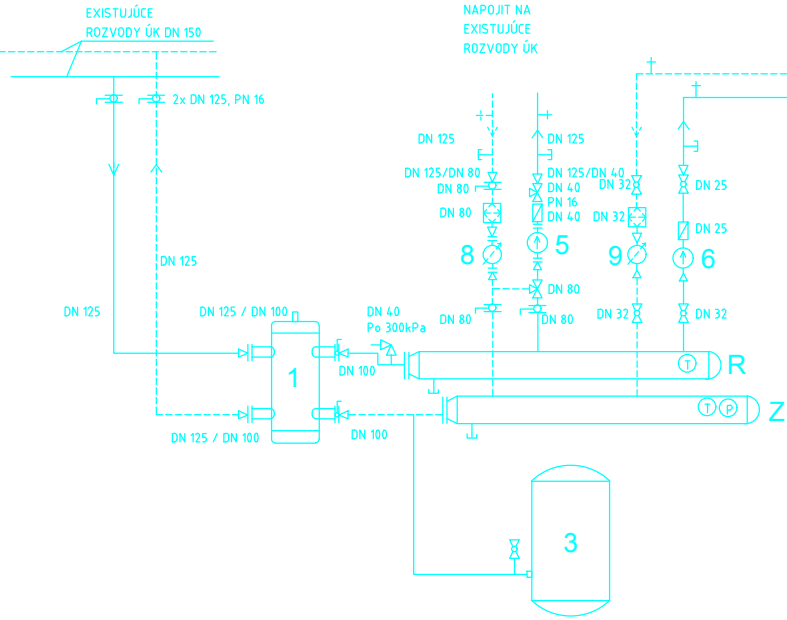 EXISTUJÚCE
ROZVODY ÚK DN 150
NAPOJIT NA
EXISTUJÚCE
ROZVODY ÚK
2x DN 125, PN 16
DN 125
DN 125
DN 125/DN 80
DN 125/DN 40
DN 80
DN 40
DN 32
DN 25
PN 16
DN 80
DN 40
DN 32
DN 25
8
5
9
6
DN 125
DN 80
DN 125
DN 125 / DN 100
DN 40
Po 300kPa
DN 80
DN 80
DN 32
DN 32
1
DN 100
T
R
T
P
Z
DN 125 / DN 100
DN 100
3